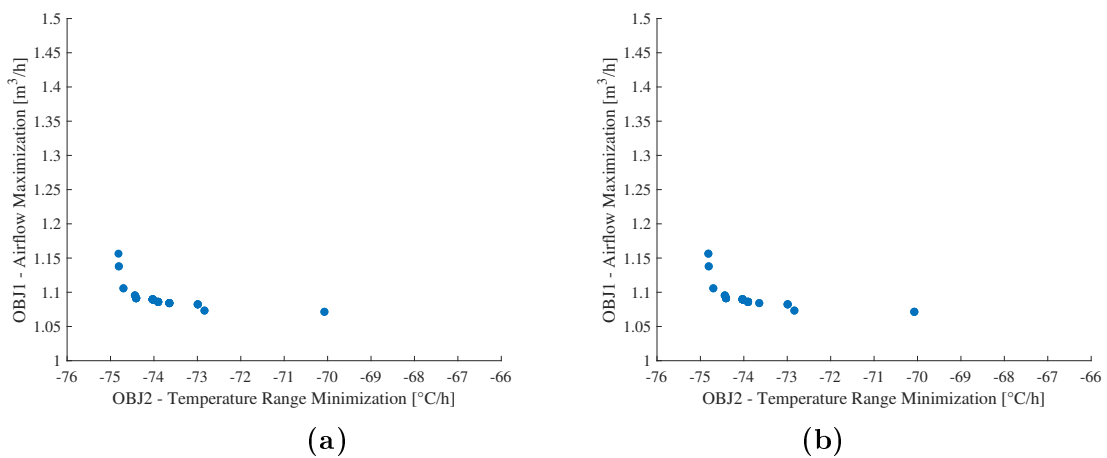 1.5
1.45
1.4
1.35
1.3
1.25
1.2
1.15
1.1
1.05
1
OBJ1 - Airflow Maximization [m³/h]
-76 -75 -74 -73 -72 -71 -70 -69 -68 -67 -66
OBJ2 - Temperature Range Minimization [°C/h]
(a)
1.5
1.45
1.4
1.35
1.3
1.25
1.2
1.15
1.1
1.05
1
OBJ1 - Airflow Maximization [m³/h]
-76 -75 -74 -73 -72 -71 -70 -69 -68 -67 -66
OBJ2 - Temperature Range Minimization [°C/h]
(b)